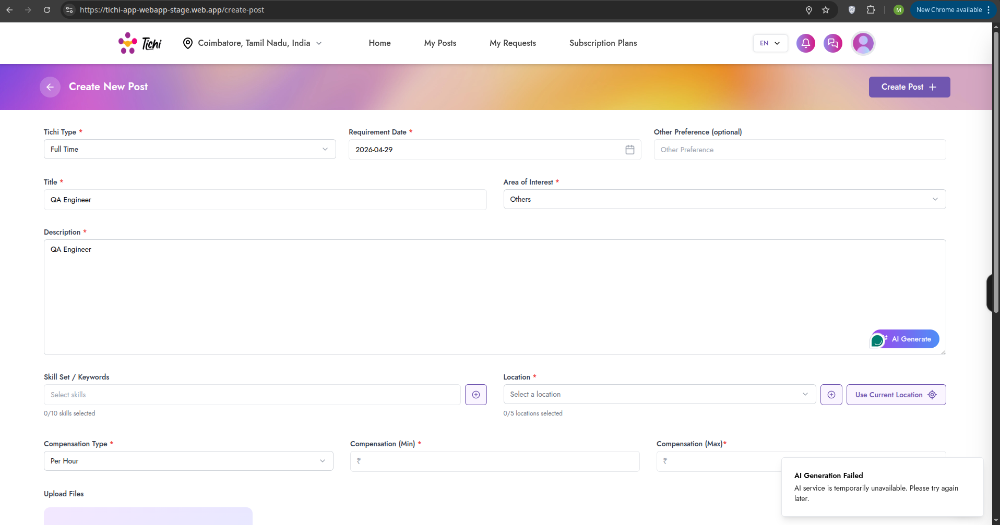 https://tichi-app-webapp-stage.web.app/create-post
M
New Chrome available
Tichi
Coimbatore, Tamil Nadu, India
Home
My Posts
My Requests
Subscription Plans
EN
Create New Post
Create Post
Tichi Type *
Requirement Date *
Other Preference (optional)
Full Time
2026-04-29
Other Preference
Title *
Area of Interest *
QA Engineer
Others
Description *
QA Engineer
AI Generate
Skill Set / Keywords
Location *
Select skills
Select a location
Use Current Location
0/10 skills selected
0/5 locations selected
Compensation Type *
Compensation (Min) *
Compensation (Max)*
Per Hour
₹
₹
Upload Files
AI Generation Failed
AI service is temporarily unavailable. Please try again
later.